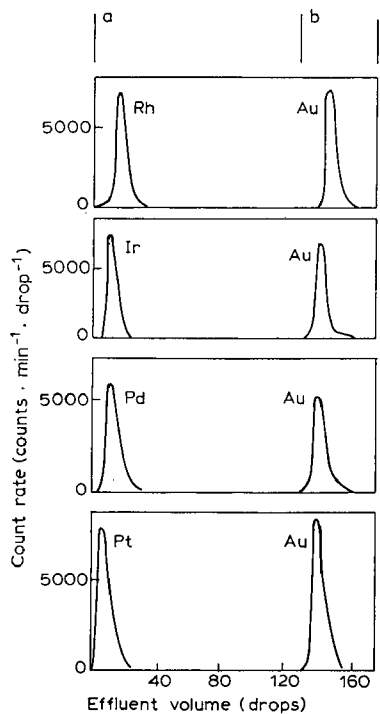 a b
Rh Au
5000
0
Ir Au
5000
0
Pd Au
5000
0
Pt Au
5000
0
40 80 120 160
Effluent volume (drops)
Count rate (counts · min⁻¹ · drop⁻¹)